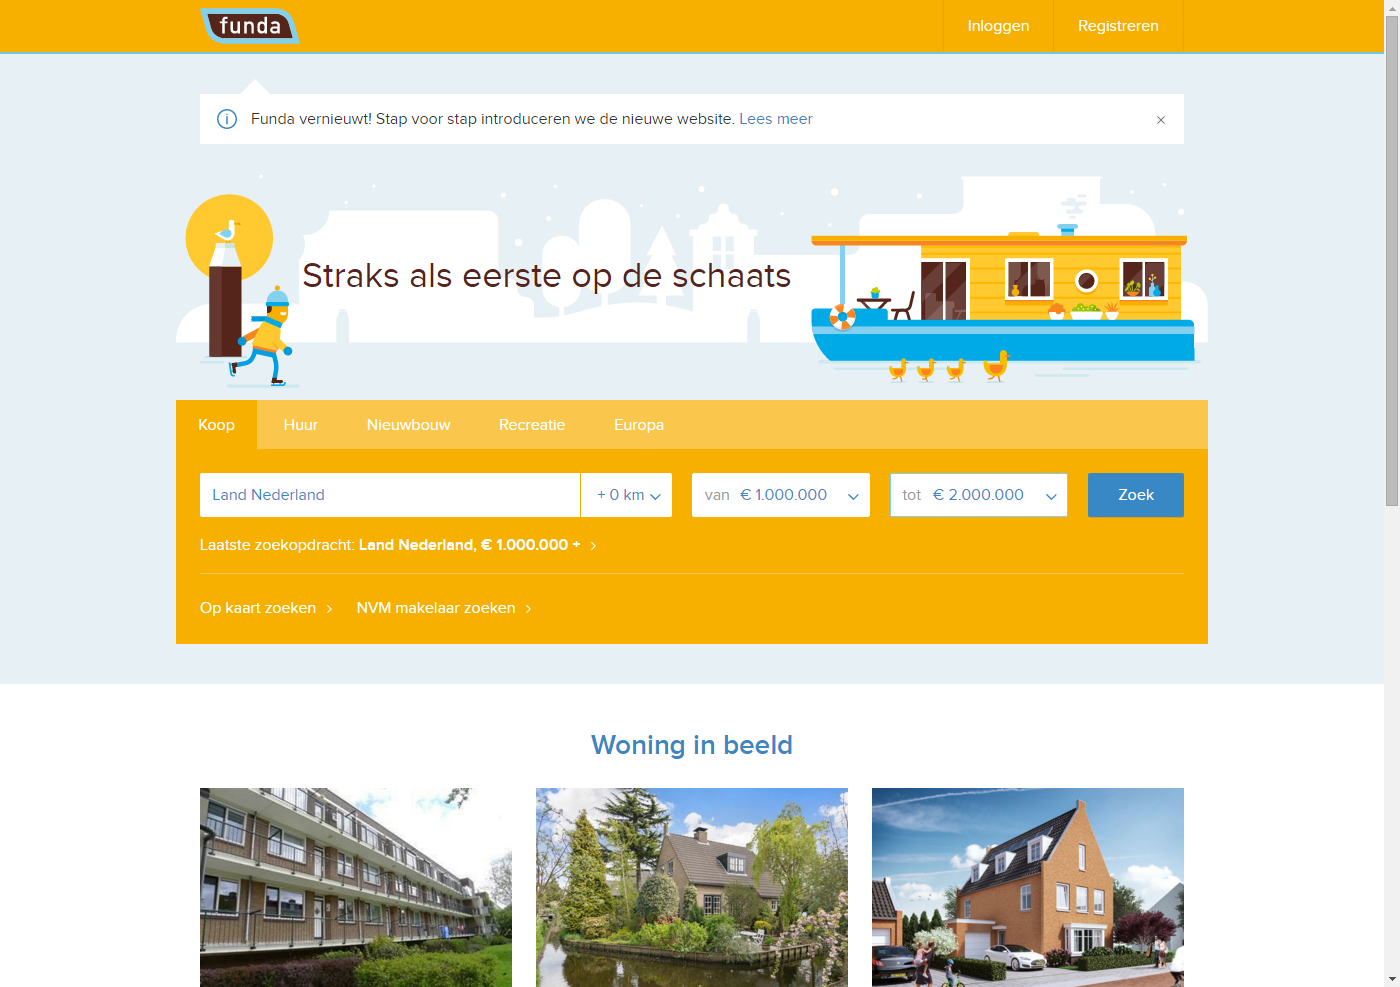 funda
Inloggen
Registreren
Funda vernieuwt! Stap voor stap introduceren we de nieuwe website. Lees meer
Straks als eerste op de schaats
Koop
Huur
Nieuwbouw
Recreatie
Europa
Land Nederland
+ 0 km
van € 1.000.000
tot € 2.000.000
Zoek
Laatste zoekopdracht: Land Nederland, € 1.000.000 +
Op kaart zoeken
NVM makelaar zoeken
Woning in beeld